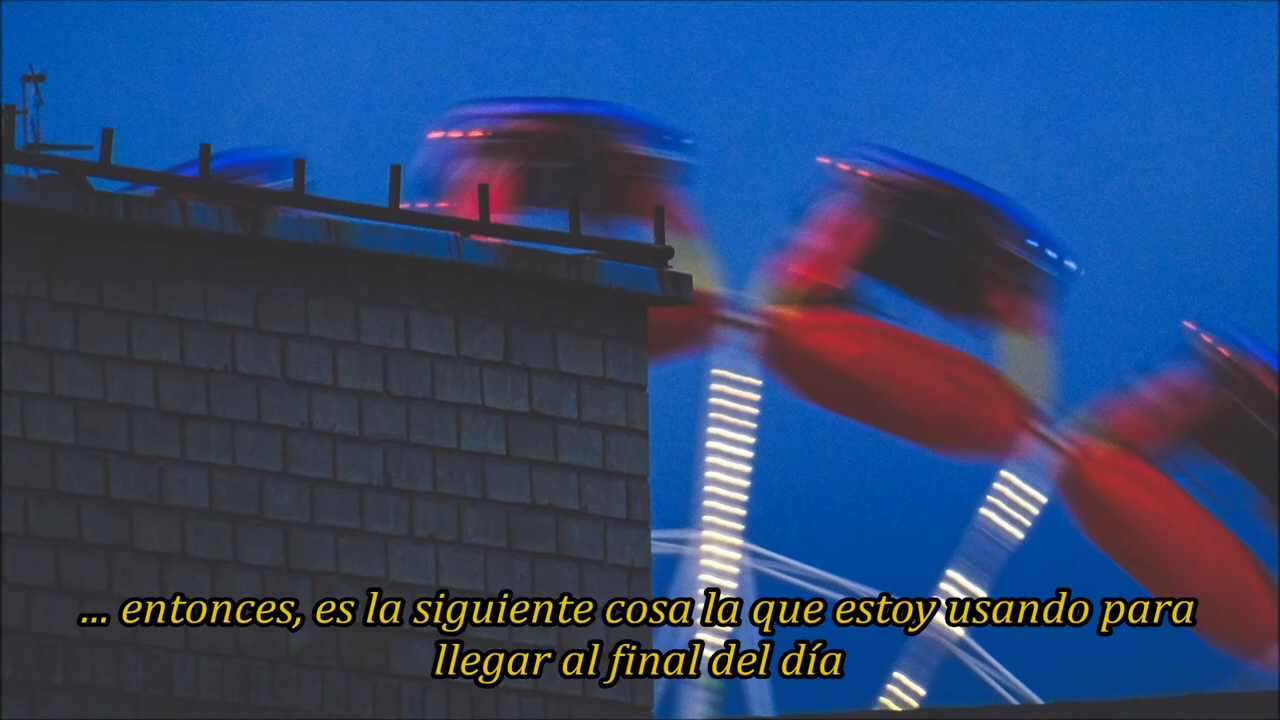 ... entonces, es la siguiente cosa la que estoy usando para
llegar al final del día